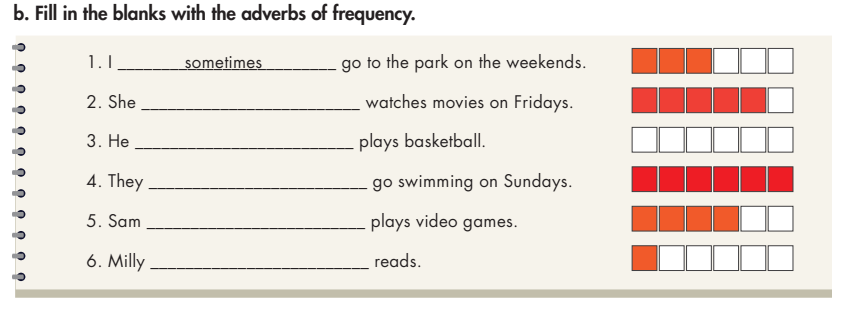 b. Fill in the blanks with the adverbs of frequency.
1. I _______sometimes________ go to the park on the weekends.
2. She ________________________ watches movies on Fridays.
3. He ________________________ plays basketball.
4. They ________________________ go swimming on Sundays.
5. Sam ________________________ plays video games.
6. Milly ________________________ reads.